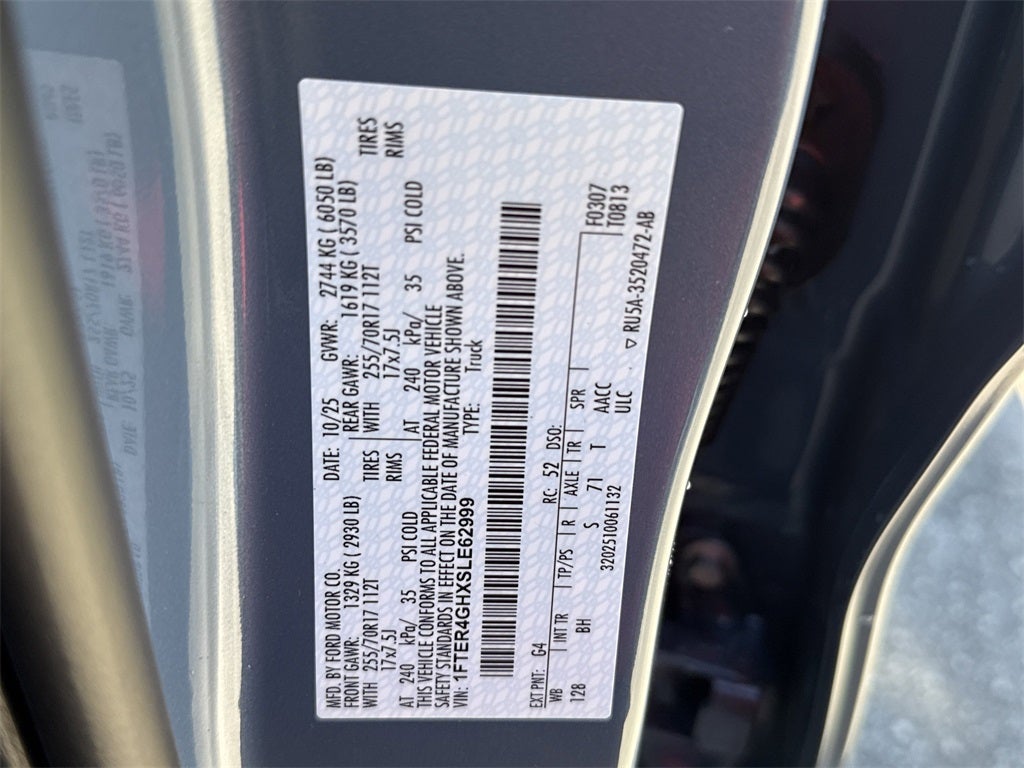 MFD. BY FORD MOTOR CO. DATE: 10/25 GVWR: 2744 KG ( 6050 LB)
FRONT GAWR: 1329 KG ( 2930 LB) REAR GAWR: 1619 KG ( 3570 LB)
WITH 255/70R17 112T TIRES WITH 255/70R17 112T TIRES
17x7.5J RIMS 17x7.5J RIMS
AT 240 kPa/ 35 PSI COLD AT 240 kPa/ 35 PSI COLD
THIS VEHICLE CONFORMS TO ALL APPLICABLE FEDERAL MOTOR VEHICLE
SAFETY STANDARDS IN EFFECT ON THE DATE OF MANUFACTURE SHOWN ABOVE.
VIN: 1FTER4GHXSLE62999 TYPE: Truck
EXT PNT: G4 RC: 52 DSO: F0307
WB INT TR TP/PS R AXLE TR SPR T0813
128 BH S 71 T AACC
3202510061132 ULC ▽ RU5A-3520472-AB